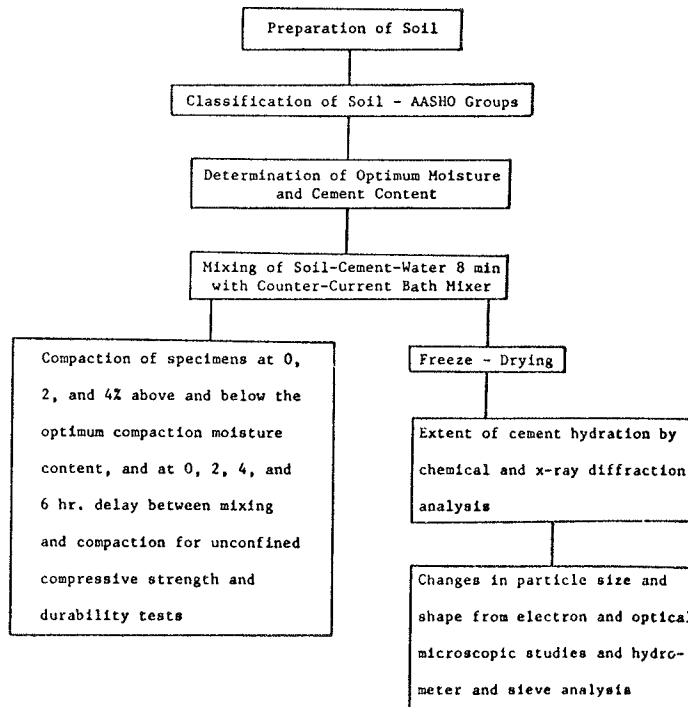 Preparation of Soil
Classification of Soil - AASHO Groups
Determination of Optimum Moisture
and Cement Content
Mixing of Soil-Cement-Water 8 min
with Counter-Current Bath Mixer
Compaction of specimens at 0,
2, and 4% above and below the
optimum compaction moisture
content, and at 0, 2, 4, and
6 hr. delay between mixing
and compaction for unconfined
compressive strength and
durability tests
Freeze - Drying
Extent of cement hydration by
chemical and x-ray diffraction
analysis
Changes in particle size and
shape from electron and optical
microscopic studies and hydro-
meter and sieve analysis